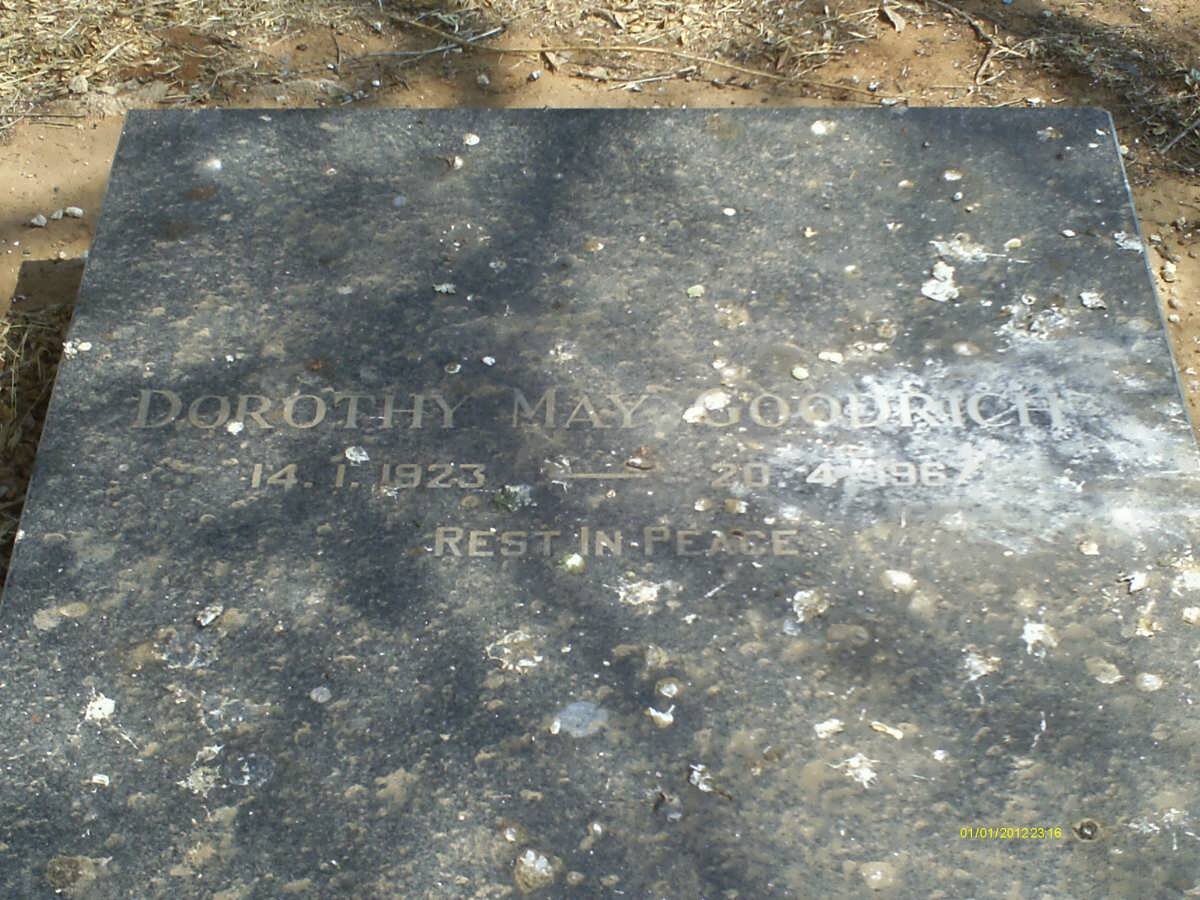 DOROTHY MAY GOODRICH
14. 1. 1923 — 20. 4. 1967
REST IN PEACE
01/01/2012 23:16